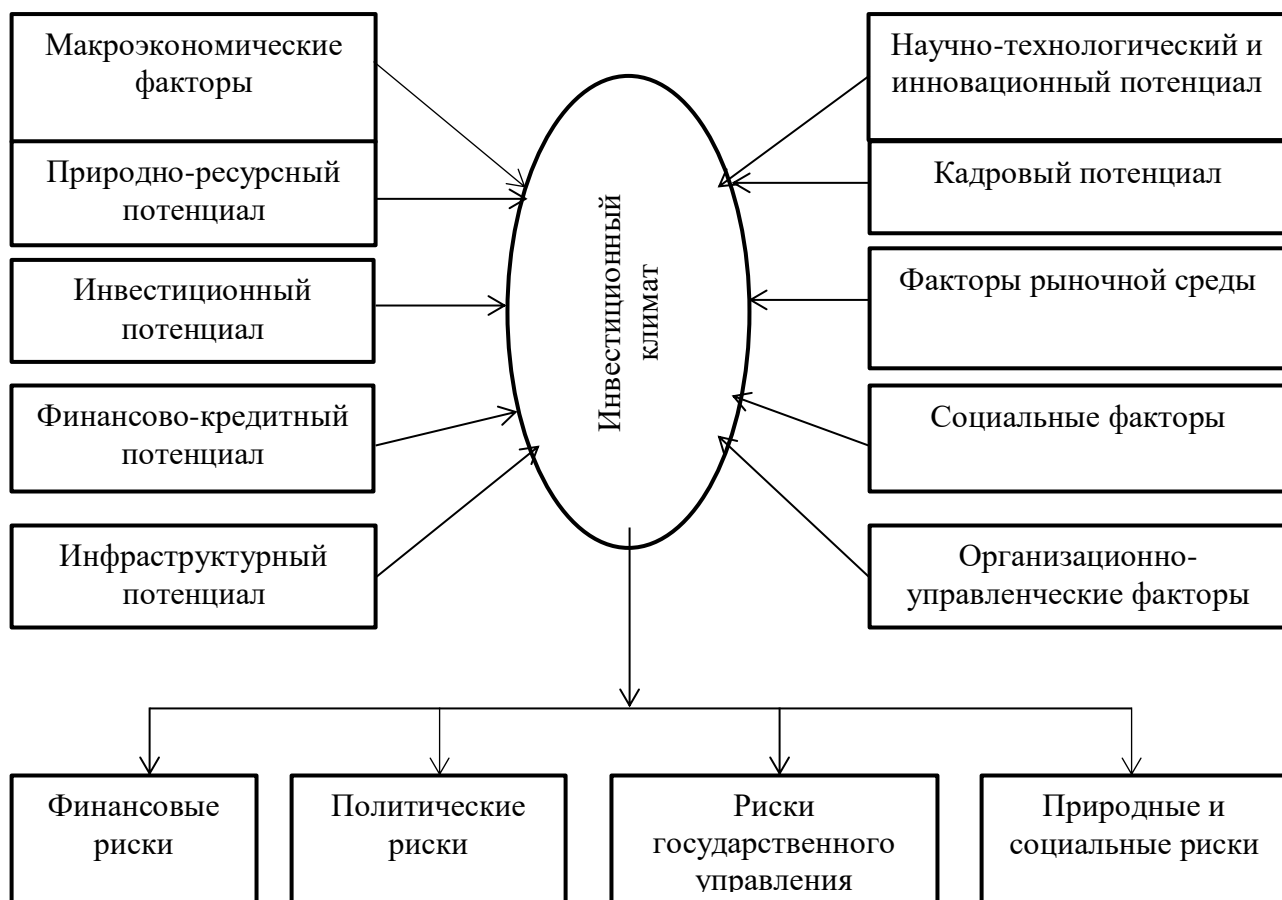 Макроэкономические
факторы
Природно-ресурсный
потенциал
Инвестиционный
потенциал
Финансово-кредитный
потенциал
Инфраструктурный
потенциал
Инвестиционный
климат
Научно-технологический и
инновационный потенциал
Кадровый потенциал
Факторы рыночной среды
Социальные факторы
Организационно-
управленческие факторы
Финансовые
риски
Политические
риски
Риски
государственного
управления
Природные и
социальные риски